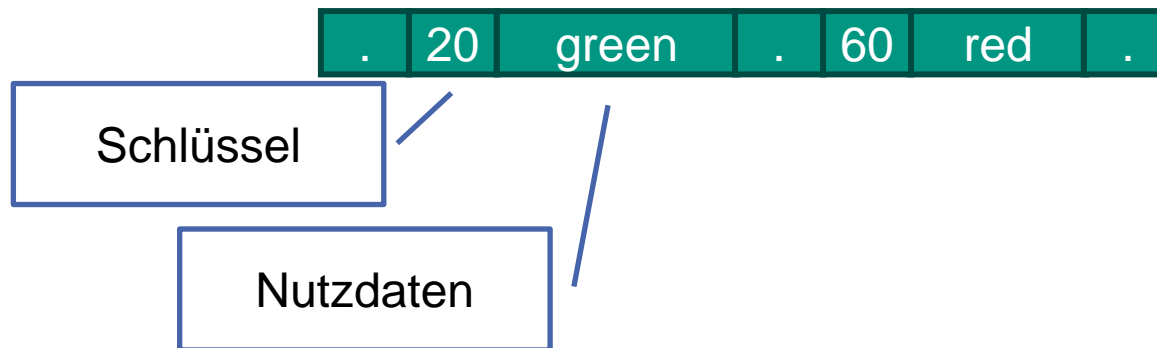 . 20 green . 60 red .
Schlüssel
Nutzdaten